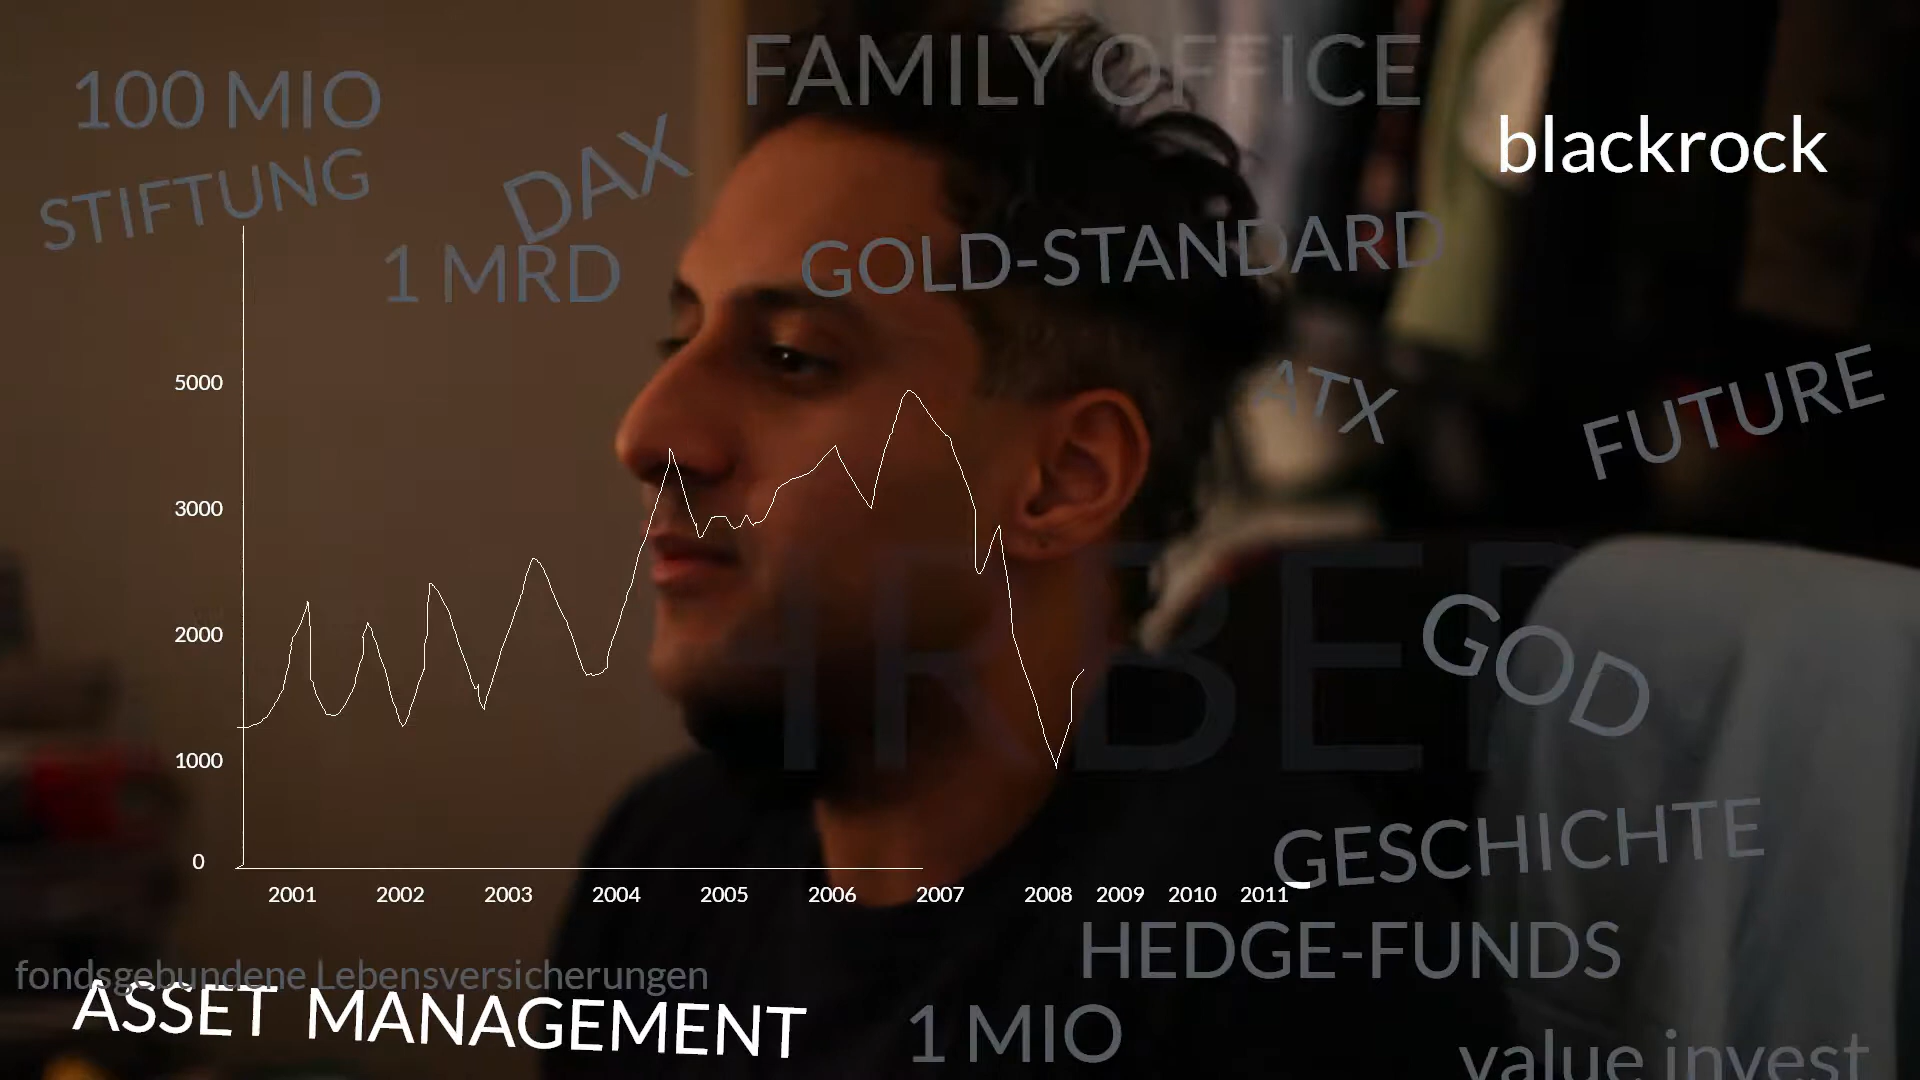 FAMILY OFFICE
100 MIO
blackrock
STIFTUNG
DAX
1 MRD
GOLD-STANDARD
ATX
FUTURE
5000
3000
2000
1000
0
GOD
GESCHICHTE
2001 2002 2003 2004 2005 2006 2007 2008 2009 2010 2011
HEDGE-FUNDS
fondsgebundene Lebensversicherungen
ASSET MANAGEMENT
1 MIO
value invest